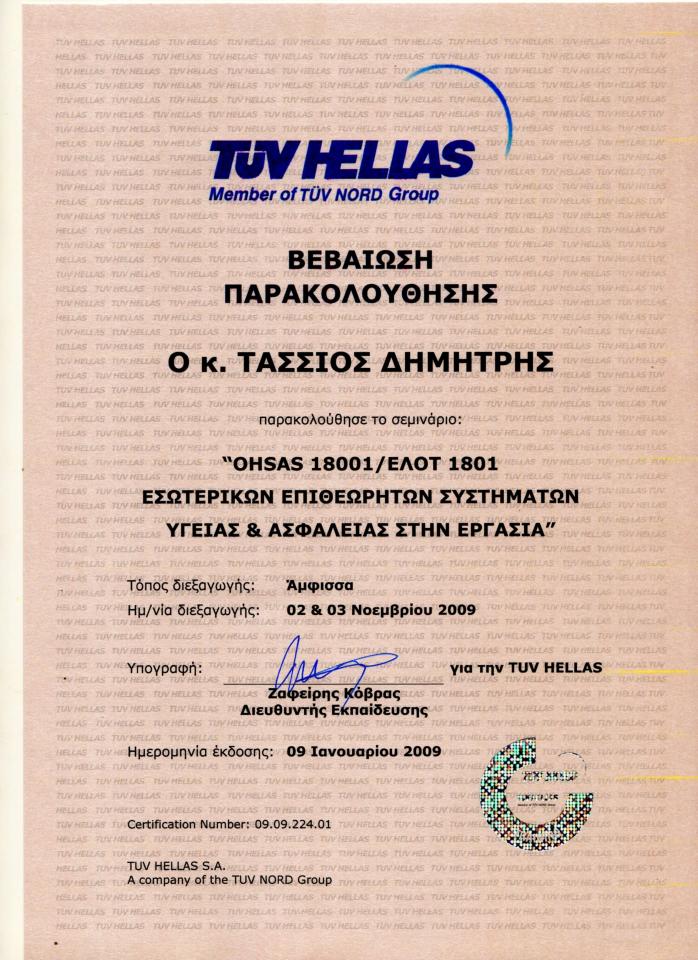 TÜV HELLAS
Member of TÜV NORD Group
ΒΕΒΑΙΩΣΗ
ΠΑΡΑΚΟΛΟΥΘΗΣΗΣ
Ο κ. ΤΑΣΣΙΟΣ ΔΗΜΗΤΡΗΣ
παρακολούθησε το σεμινάριο:
“OHSAS 18001/ΕΛΟΤ 1801
ΕΣΩΤΕΡΙΚΩΝ ΕΠΙΘΕΩΡΗΤΩΝ ΣΥΣΤΗΜΑΤΩΝ
ΥΓΕΙΑΣ & ΑΣΦΑΛΕΙΑΣ ΣΤΗΝ ΕΡΓΑΣΙΑ”
Τόπος διεξαγωγής: Άμφισσα
Ημ/νία διεξαγωγής: 02 & 03 Νοεμβρίου 2009
Υπογραφή: για την TUV HELLAS
Ζαφείρης Κόβρας
Διευθυντής Εκπαίδευσης
Ημερομηνία έκδοσης: 09 Ιανουαρίου 2009
Certification Number: 09.09.224.01
TUV HELLAS S.A.
A company of the TUV NORD Group